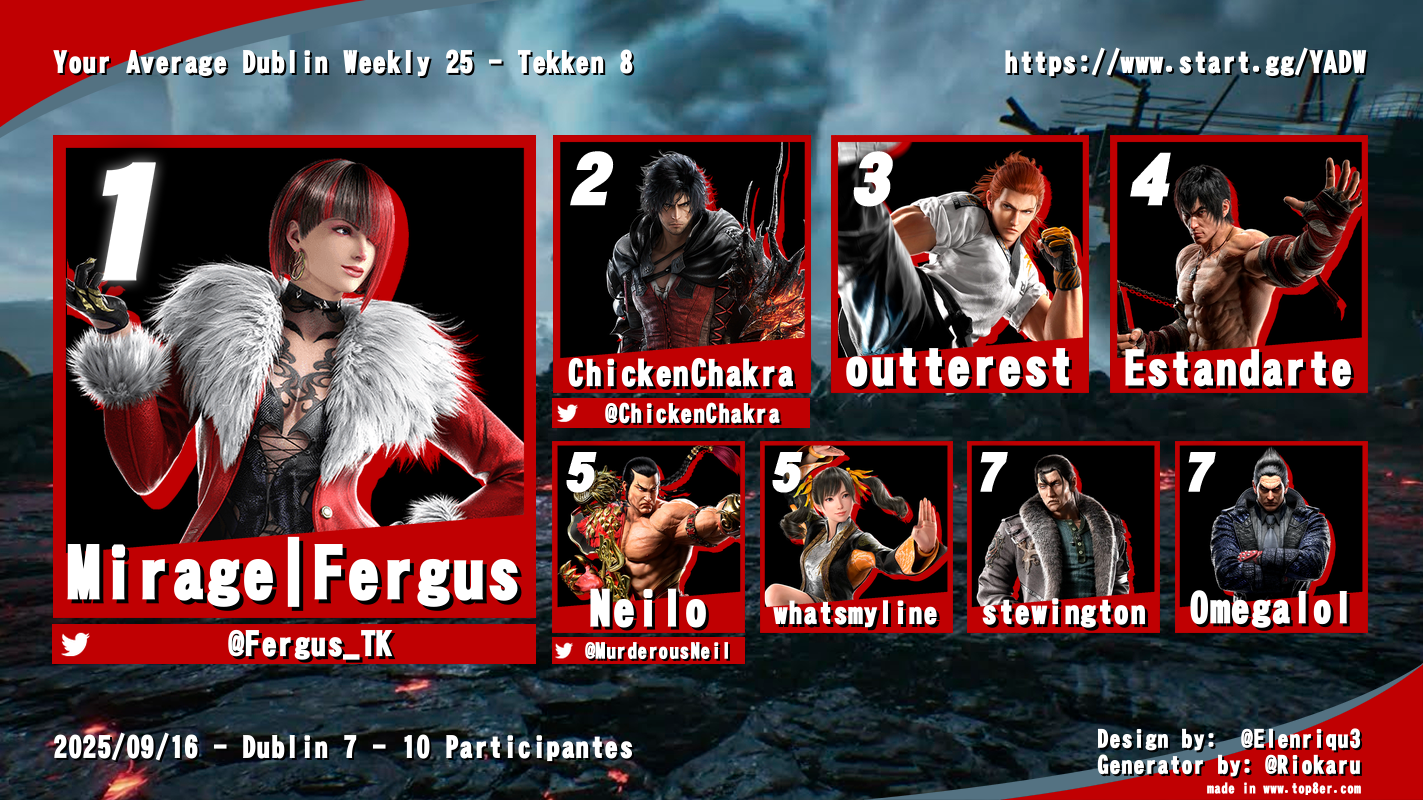 Your Average Dublin Weekly 25 - Tekken 8
https://www.start.gg/YADW
1
Mirage|Fergus
@Fergus_TK
2
ChickenChakra
@ChickenChakra
3
outterest
4
Estandarte
5
Neilo
@MurderousNeil
5
whatsmyline
7
stewington
7
Omegalol
2025/09/16 - Dublin 7 - 10 Participantes
Design by: @Elenriqu3
Generator by: @Riokaru
made in www.top8er.com